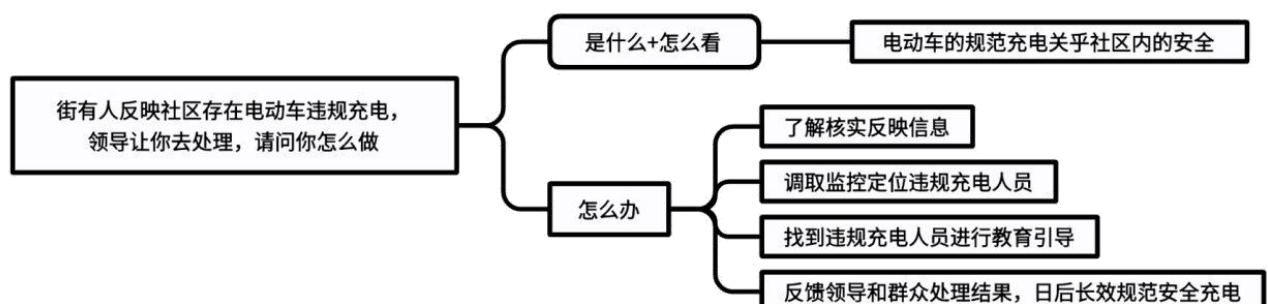 街有人反映社区存在电动车违规充电，
领导让你去处理，请问你怎么做
是什么+怎么看
电动车的规范充电关乎社区内的安全
怎么办
了解核实反映信息
调取监控定位违规充电人员
找到违规充电人员进行教育引导
反馈领导和群众处理结果，日后长效规范安全充电